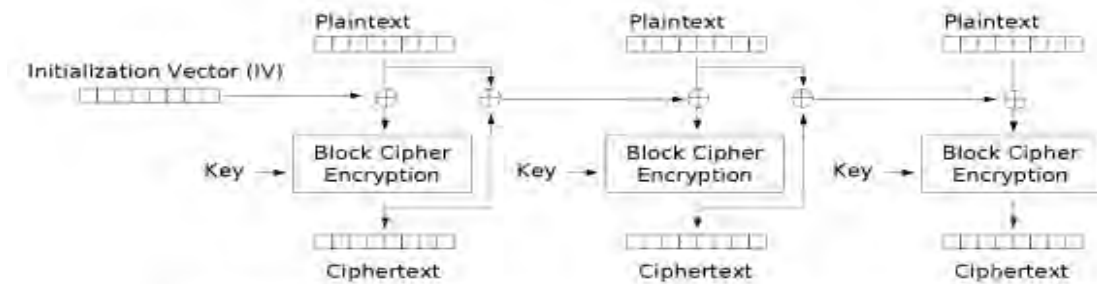 Plaintext Plaintext Plaintext
Initialization Vector (IV)
Key Block Cipher Encryption Key Block Cipher Encryption Key Block Cipher Encryption
Ciphertext Ciphertext Ciphertext